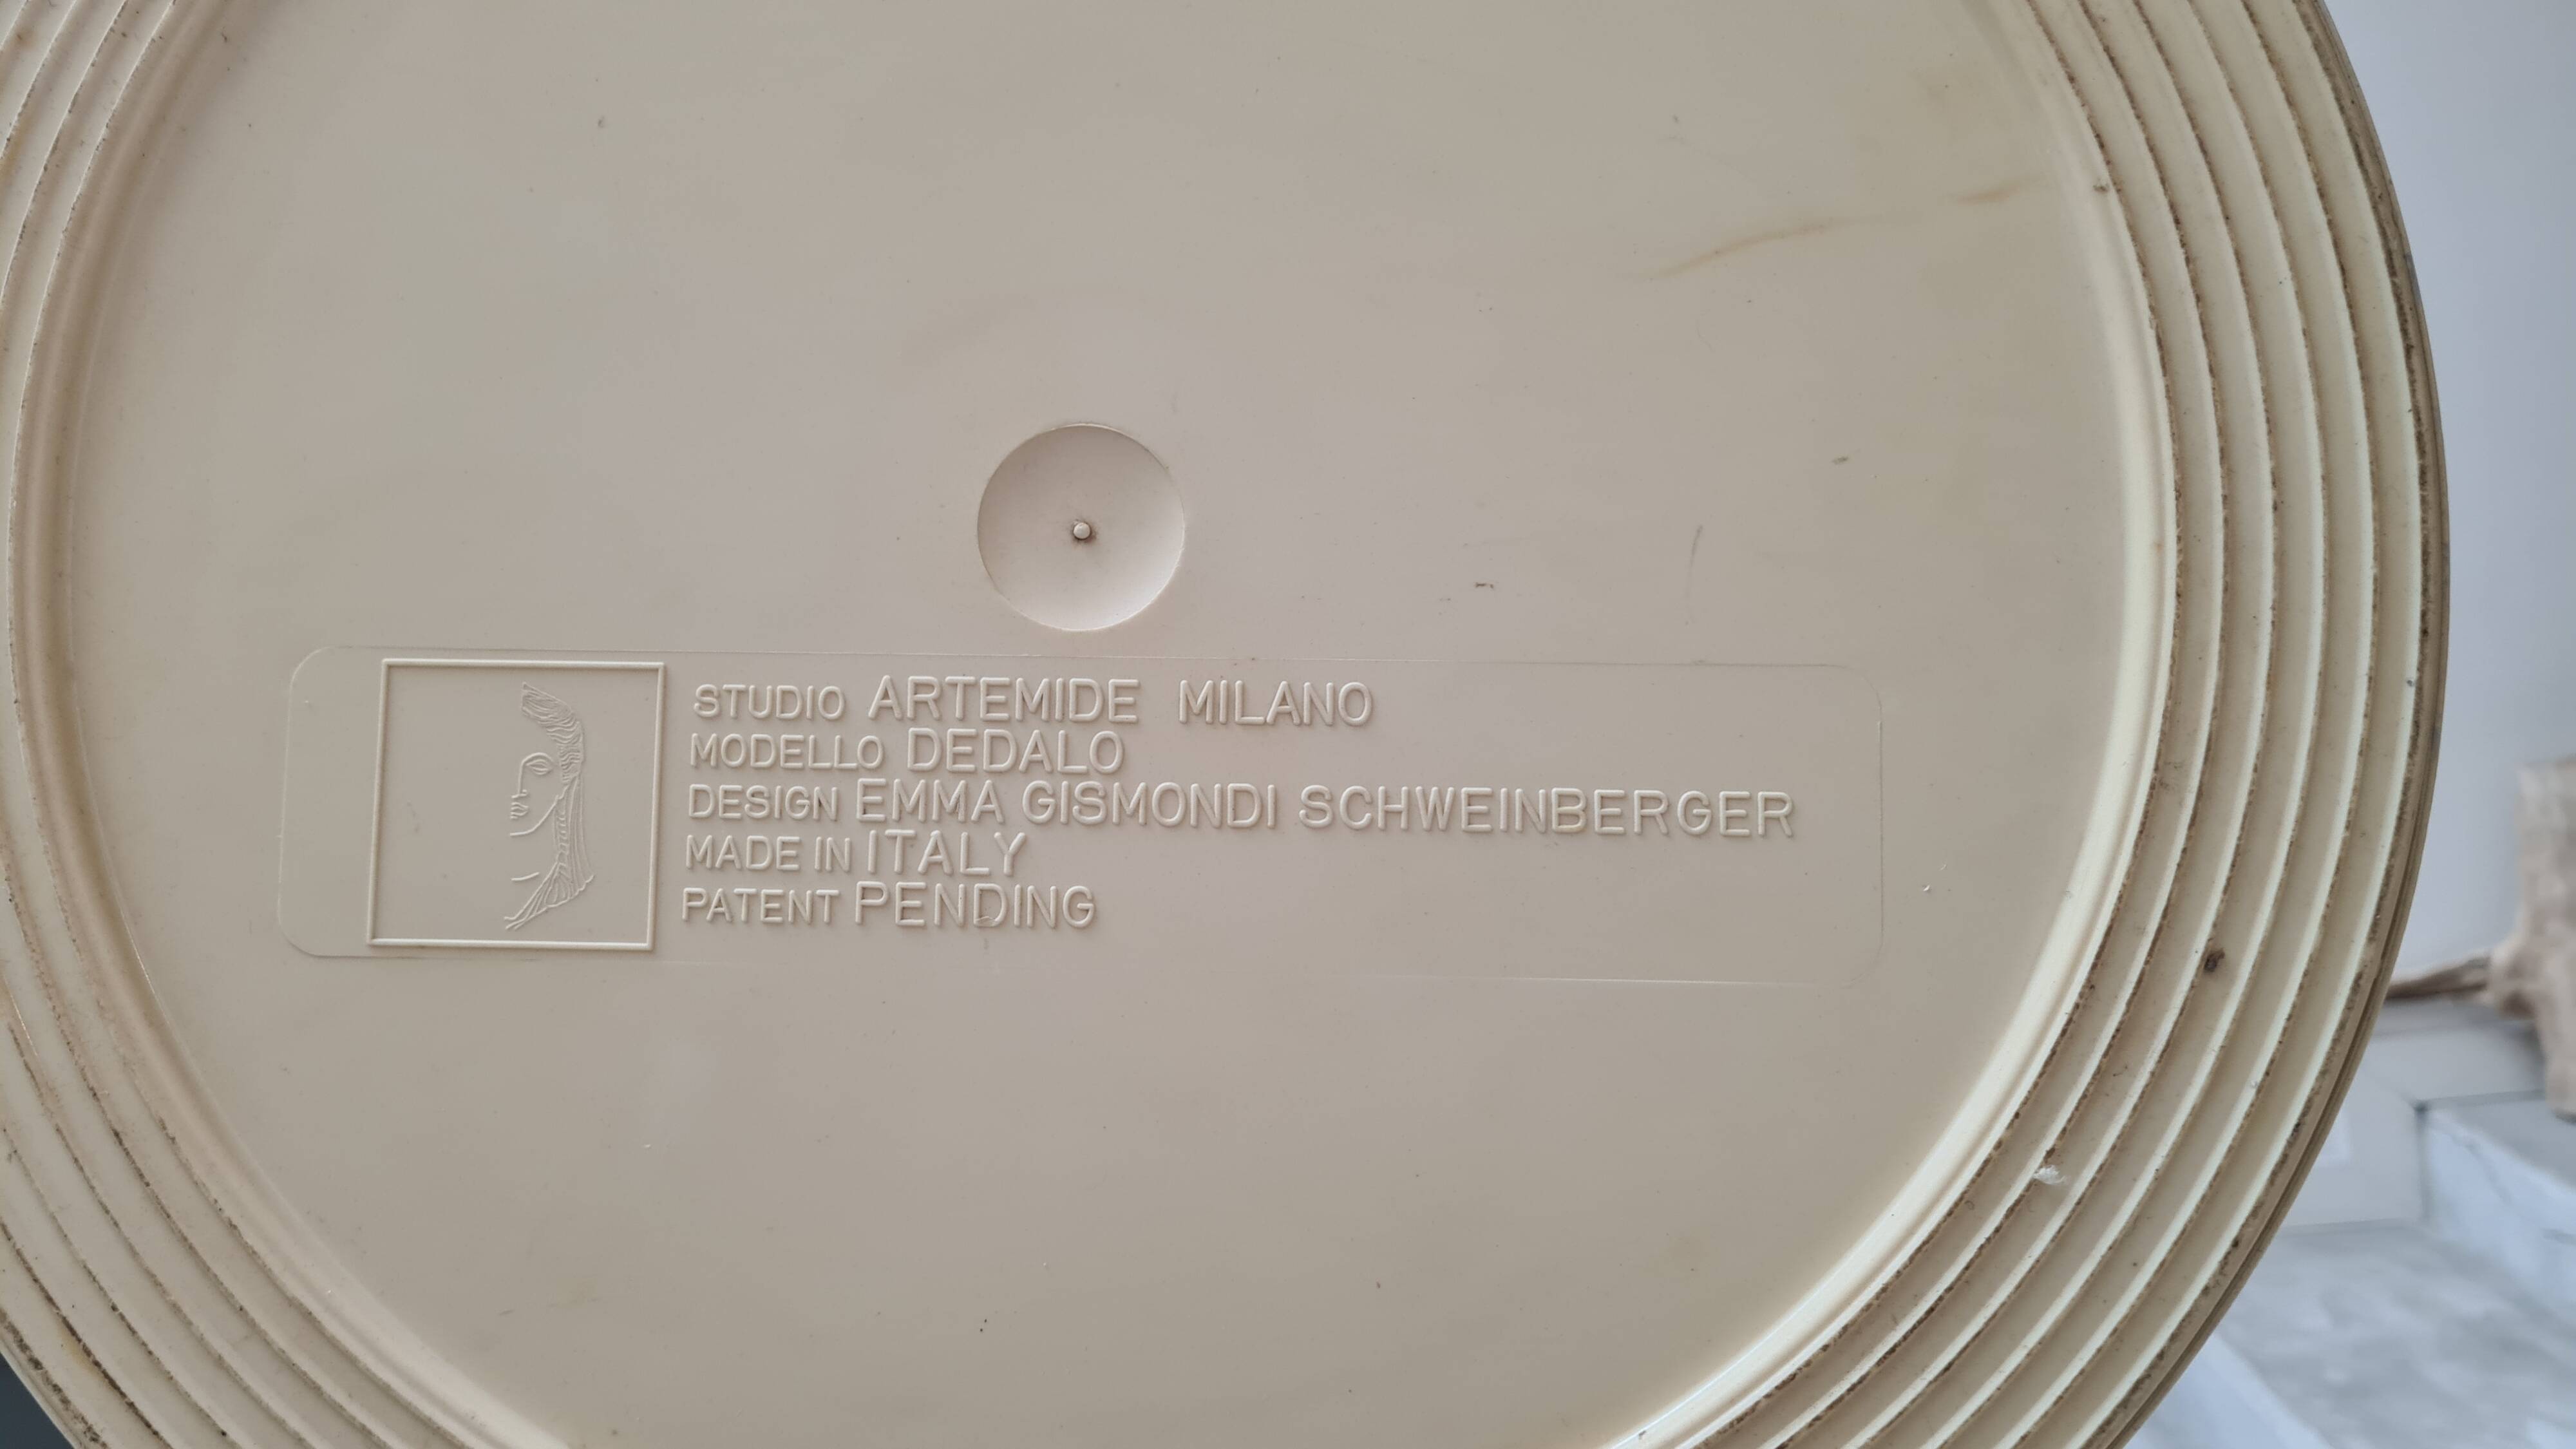 STUDIO ARTEMIDE MILANO
MODELLO DEDALO
DESIGN EMMA GISMONDI SCHWEINBERGER
MADE IN ITALY
PATENT PENDING